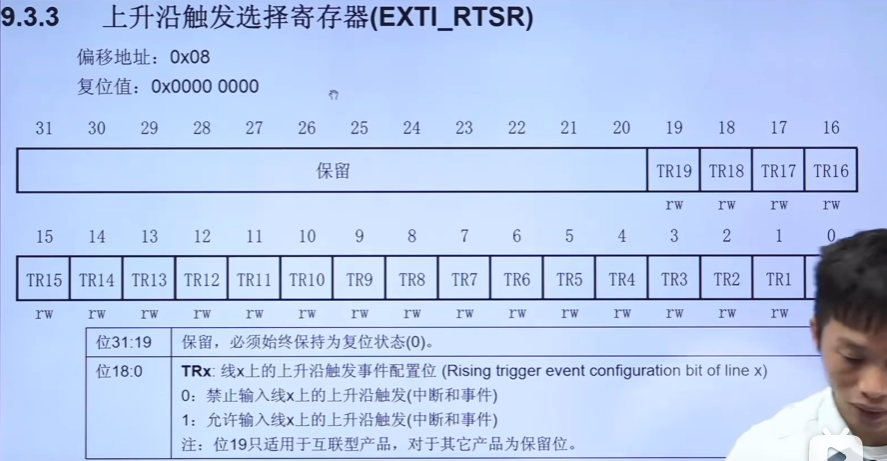 9.3.3 上升沿触发选择寄存器(EXTI_RTSR)
偏移地址：0x08
复位值：0x0000 0000
31 30 29 28 27 26 25 24 23 22 21 20 19 18 17 16
保留 TR19 TR18 TR17 TR16
rw rw rw rw
15 14 13 12 11 10 9 8 7 6 5 4 3 2 1 0
TR15 TR14 TR13 TR12 TR11 TR10 TR9 TR8 TR7 TR6 TR5 TR4 TR3 TR2 TR1
rw rw rw rw rw rw rw rw rw rw rw rw rw rw rw
位31:19 保留，必须始终保持为复位状态(0)。
位18:0 TRx: 线x上的上升沿触发事件配置位 (Rising trigger event configuration bit of line x)
0：禁止输入线x上的上升沿触发(中断和事件)
1：允许输入线x上的上升沿触发(中断和事件)
注：位19只适用于互联型产品，对于其它产品为保留位。